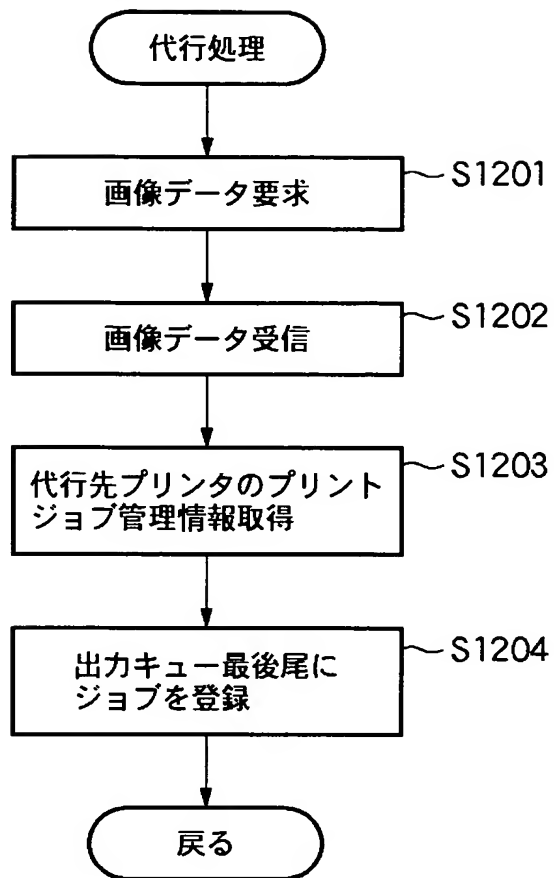 代行処理
画像データ要求
S1201
画像データ受信
S1202
代行先プリンタのプリント
ジョブ管理情報取得
S1203
出力キュー最後尾に
ジョブを登録
S1204
戻る